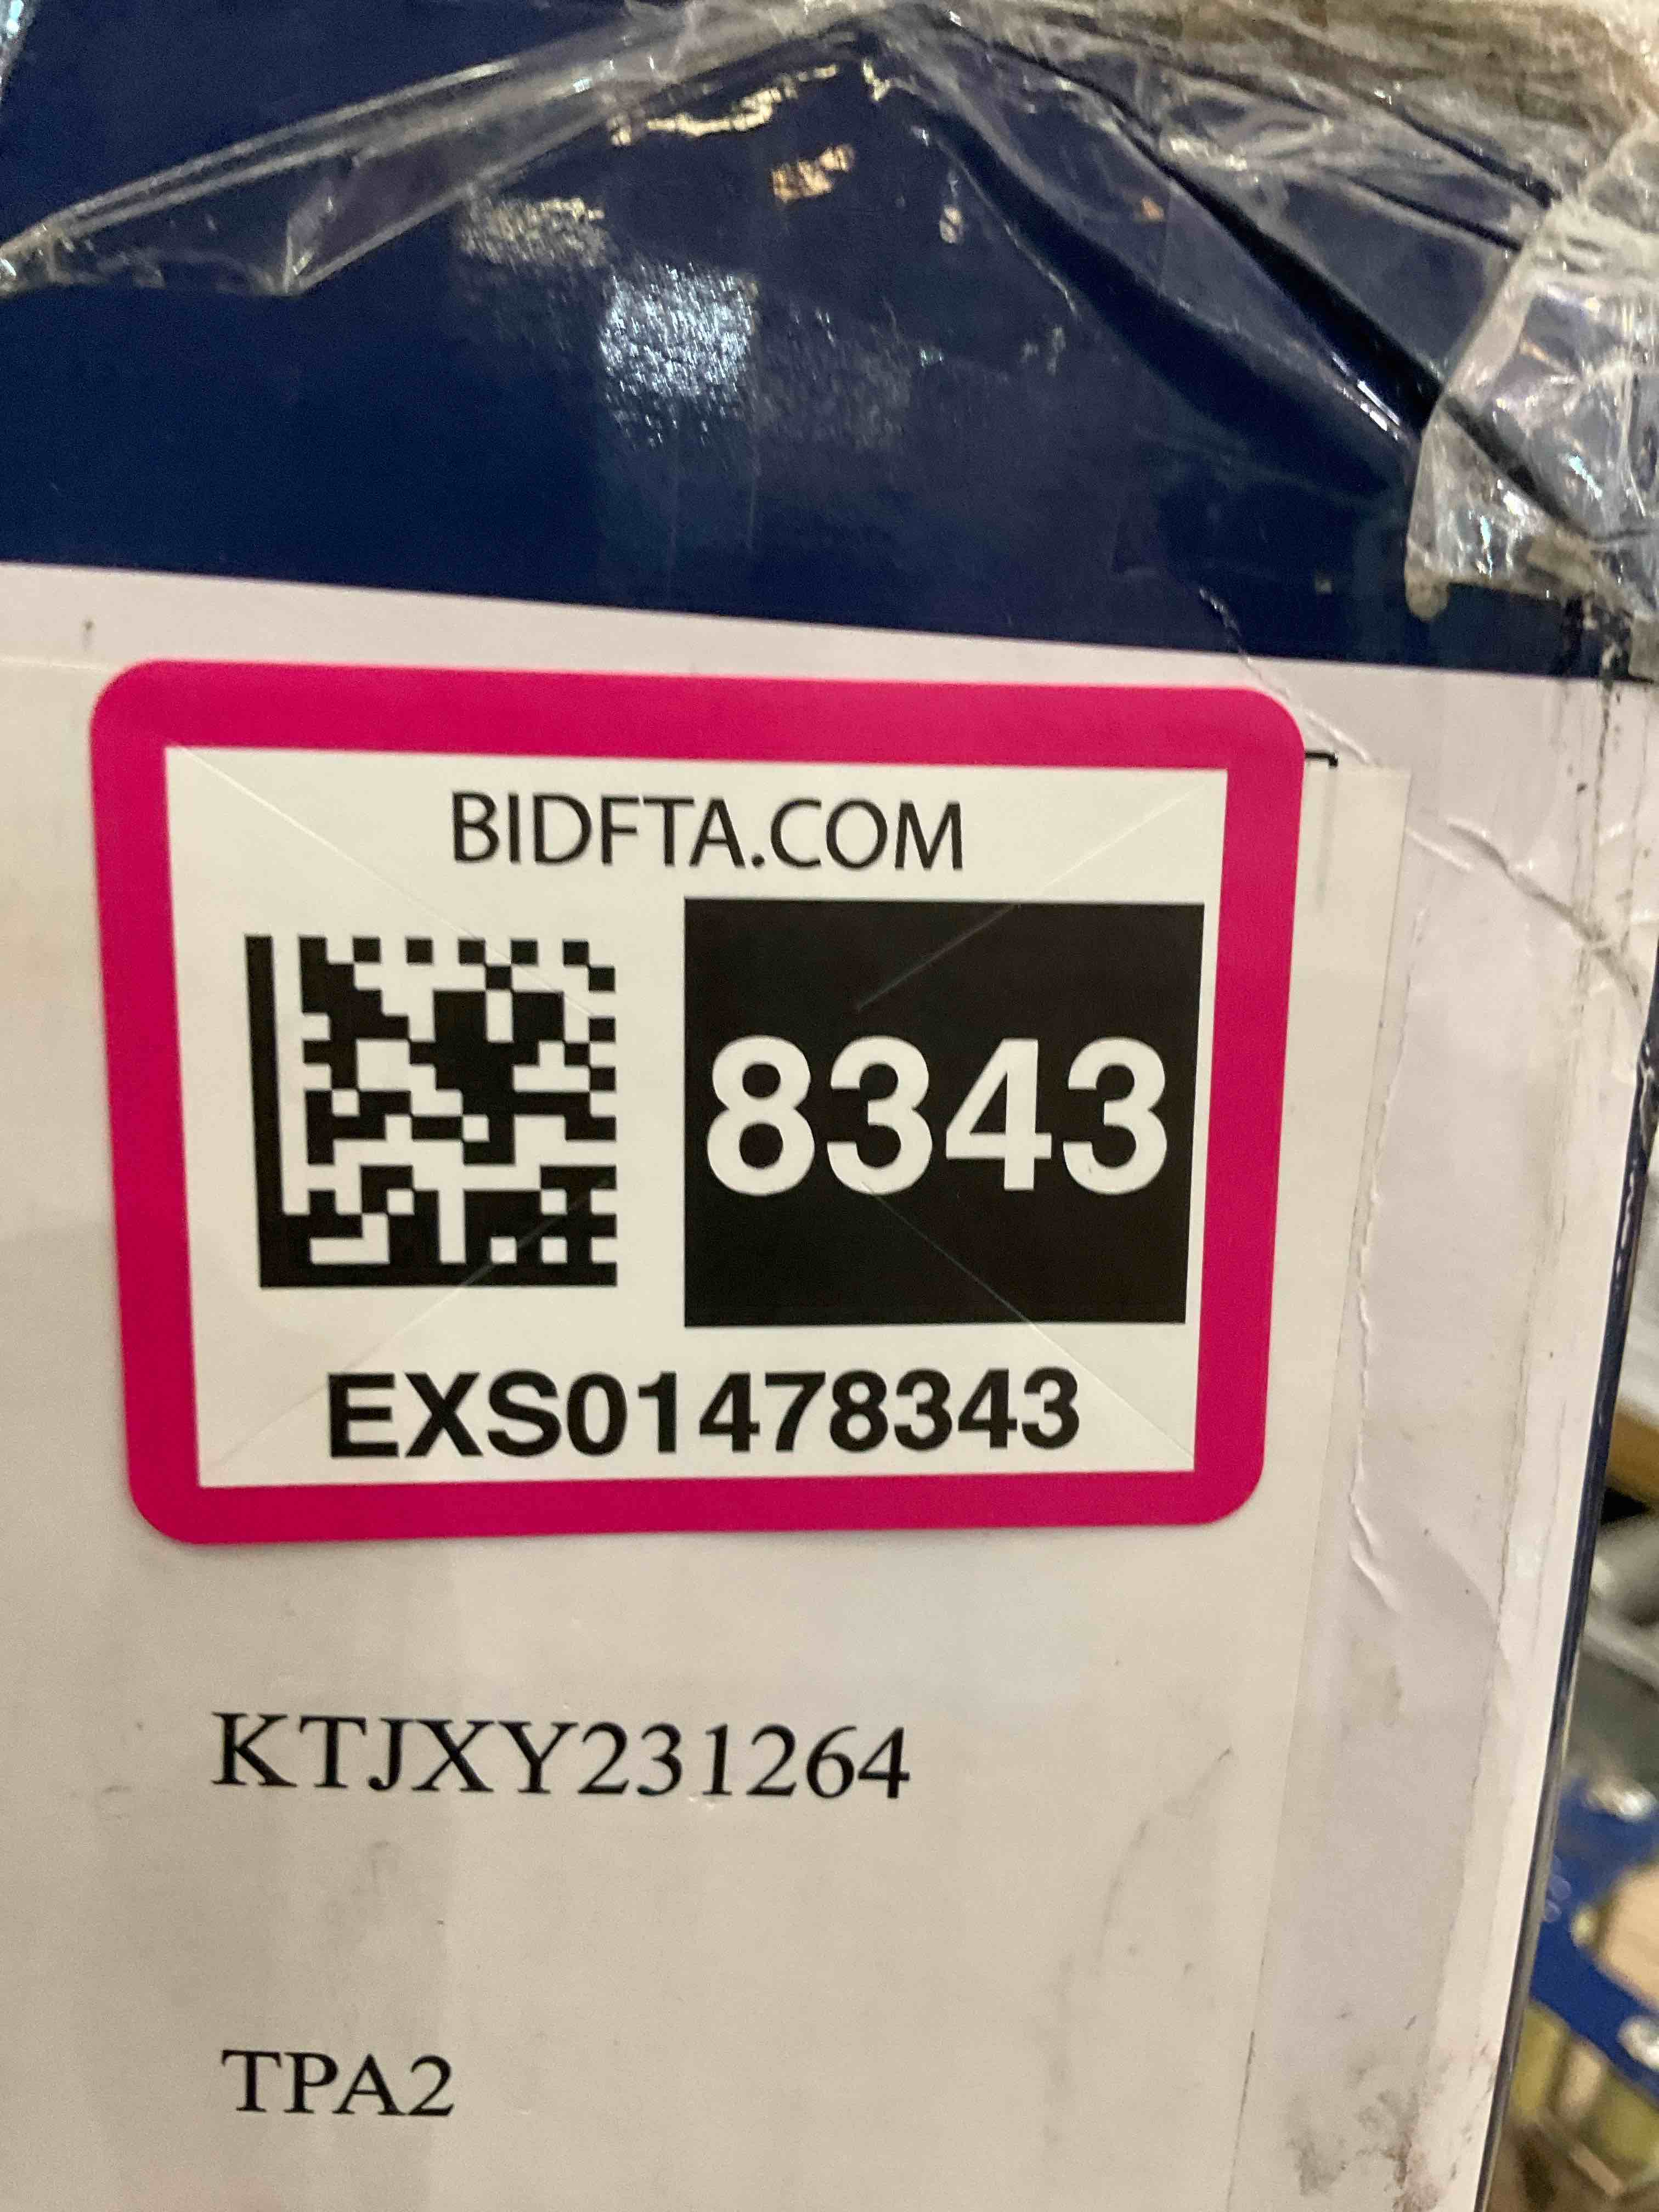 BIDFTA.COM
8343
EXS01478343
KTJXY231264
TPA2